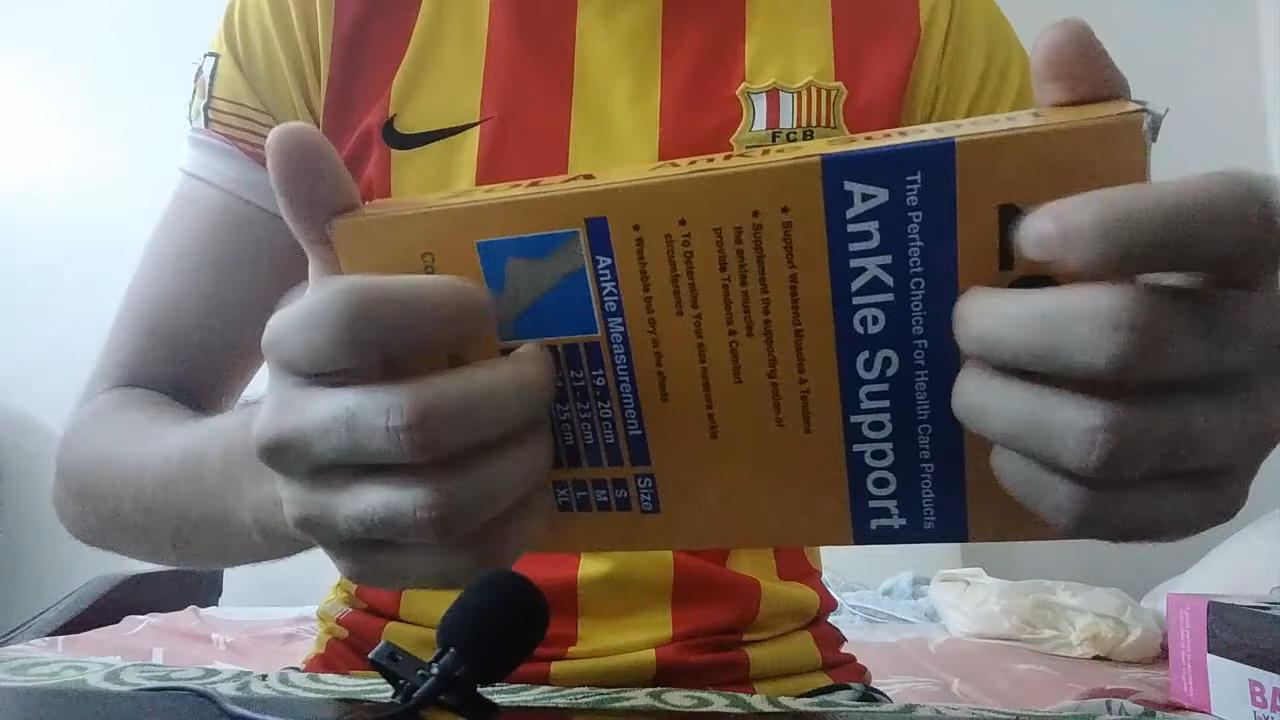 FCB
AnKle Support
The Perfect Choice For Health Care Products
AnKle Support
★ Support Weakend Muscles & Tendons
★ Supplement the supporting action of
the ankles muscles
provide Tendons & Comfort
★ To Determine Your size measure ankle
circumference
★ Washable but dry in the shade
AnKle Measurement Size
S
19 - 20 cm M
21 - 23 cm L
25 cm XL
Co
BA